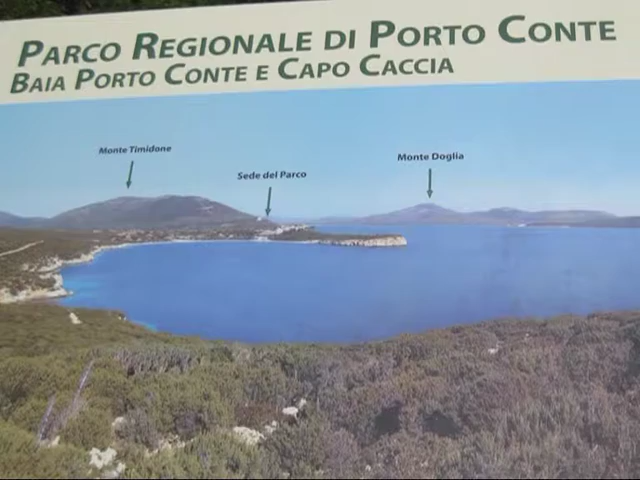 PARCO REGIONALE DI PORTO CONTE
BAIA PORTO CONTE E CAPO CACCIA
Monte Timidone
Sede del Parco
Monte Doglia